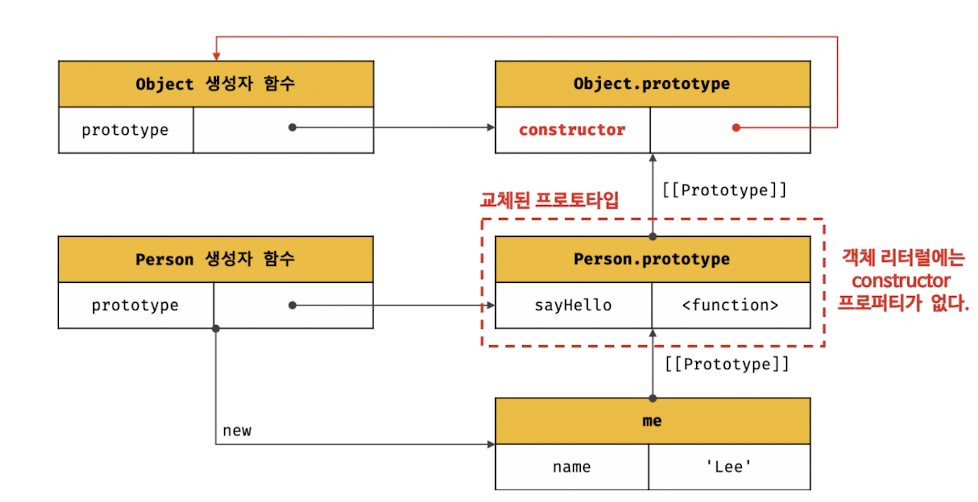 Object 생성자 함수
Object.prototype
prototype
constructor
[[Prototype]]
교체된 프로토타입
Person 생성자 함수
Person.prototype
객체 리터럴에는
constructor
프로퍼티가 없다.
prototype
sayHello
<function>
[[Prototype]]
me
new
name
'Lee'